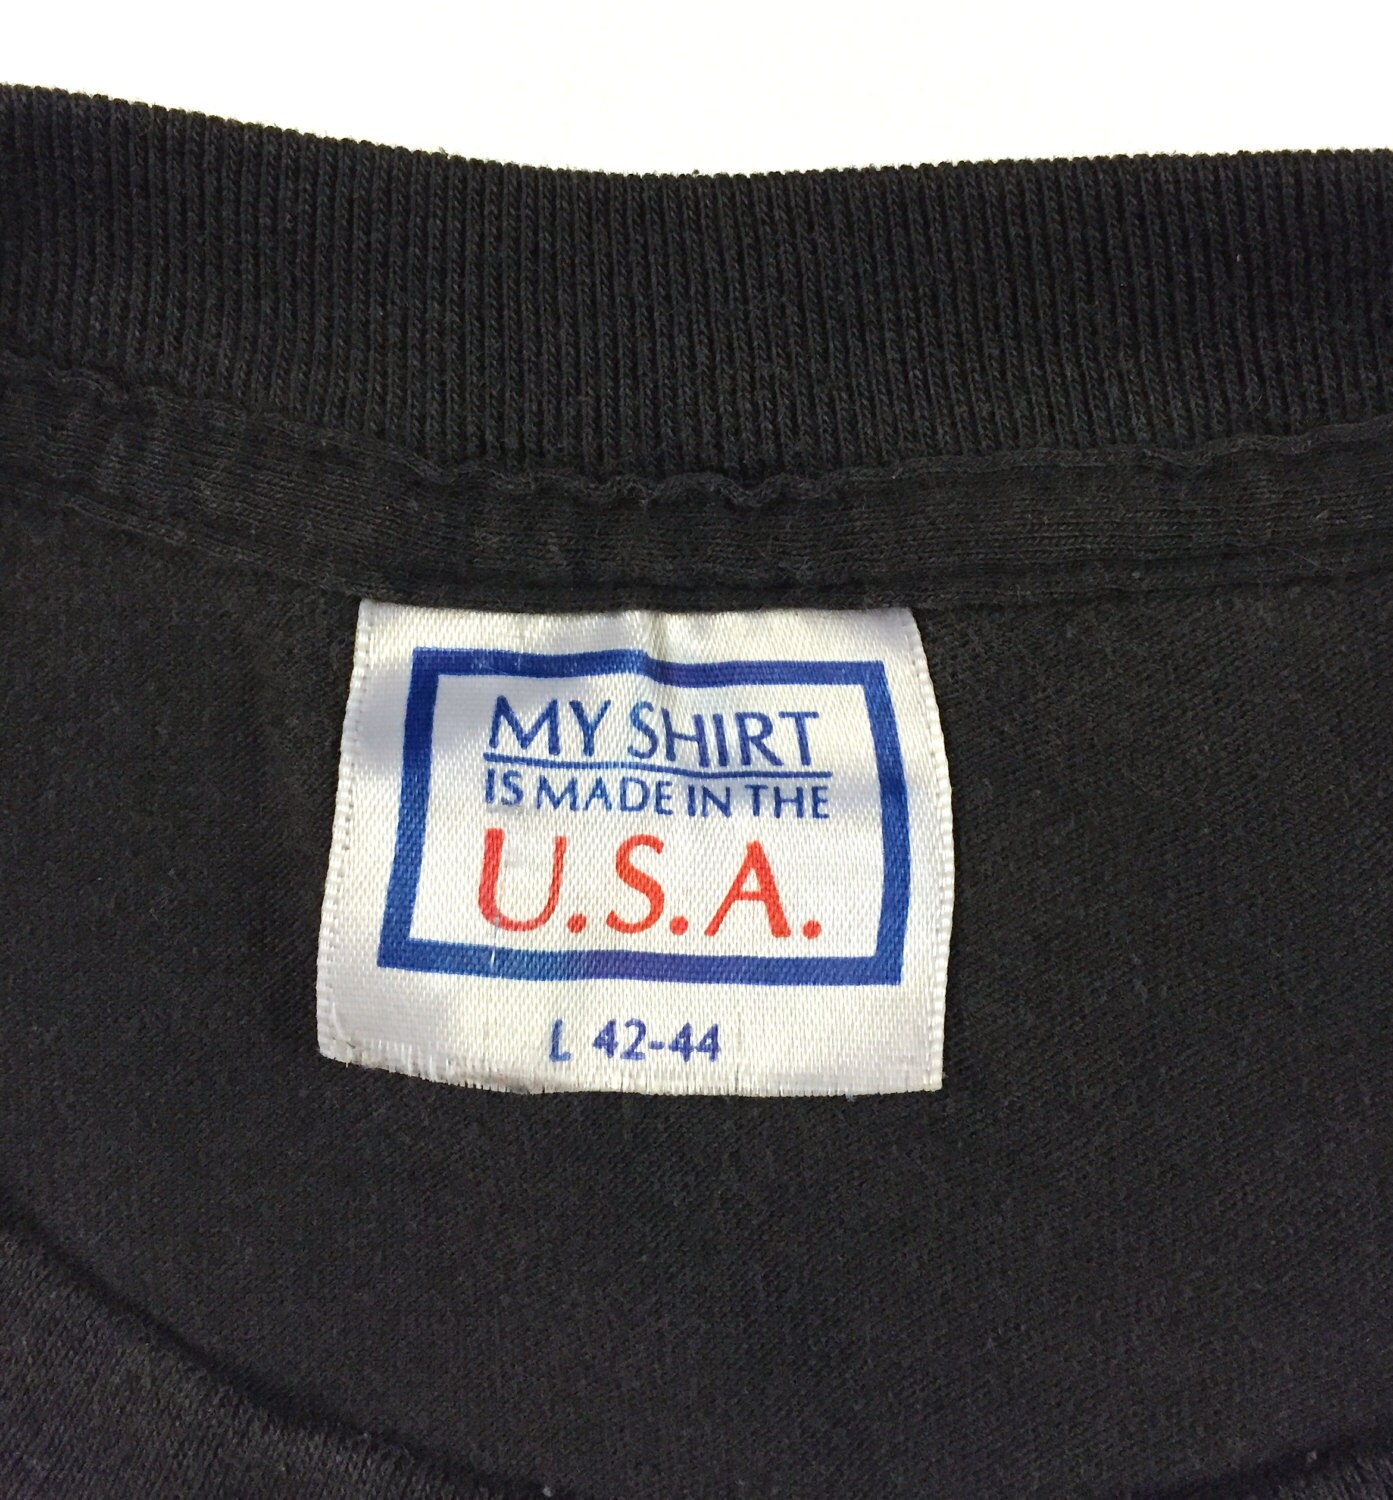 MY SHIRT
IS MADE IN THE
U.S.A.
L 42-44